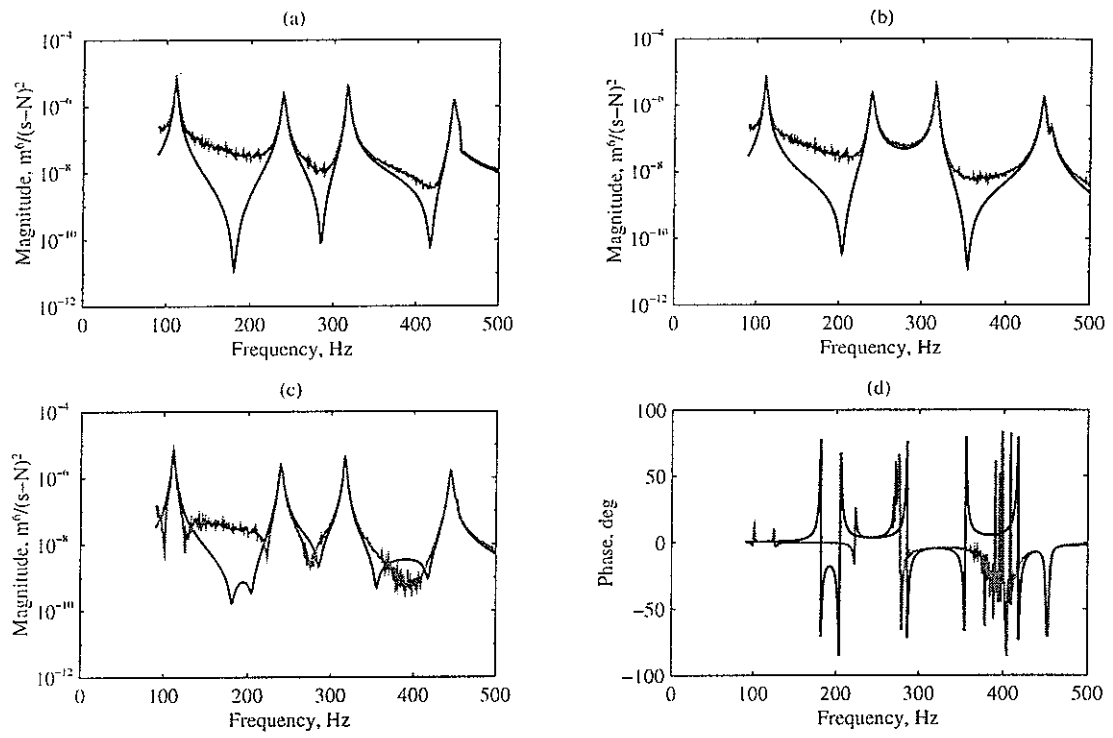 (a)
10⁻⁴
10⁻⁶
10⁻⁸
10⁻¹⁰
10⁻¹²
Magnitude, m⁶/(s−N)²
0 100 200 300 400 500
Frequency, Hz
(b)
10⁻⁴
10⁻⁶
10⁻⁸
10⁻¹⁰
10⁻¹²
Magnitude, m⁶/(s−N)²
0 100 200 300 400 500
Frequency, Hz
(c)
10⁻⁴
10⁻⁶
10⁻⁸
10⁻¹⁰
10⁻¹²
Magnitude, m⁶/(s−N)²
0 100 200 300 400 500
Frequency, Hz
(d)
100
50
0
−50
−100
Phase, deg
0 100 200 300 400 500
Frequency, Hz